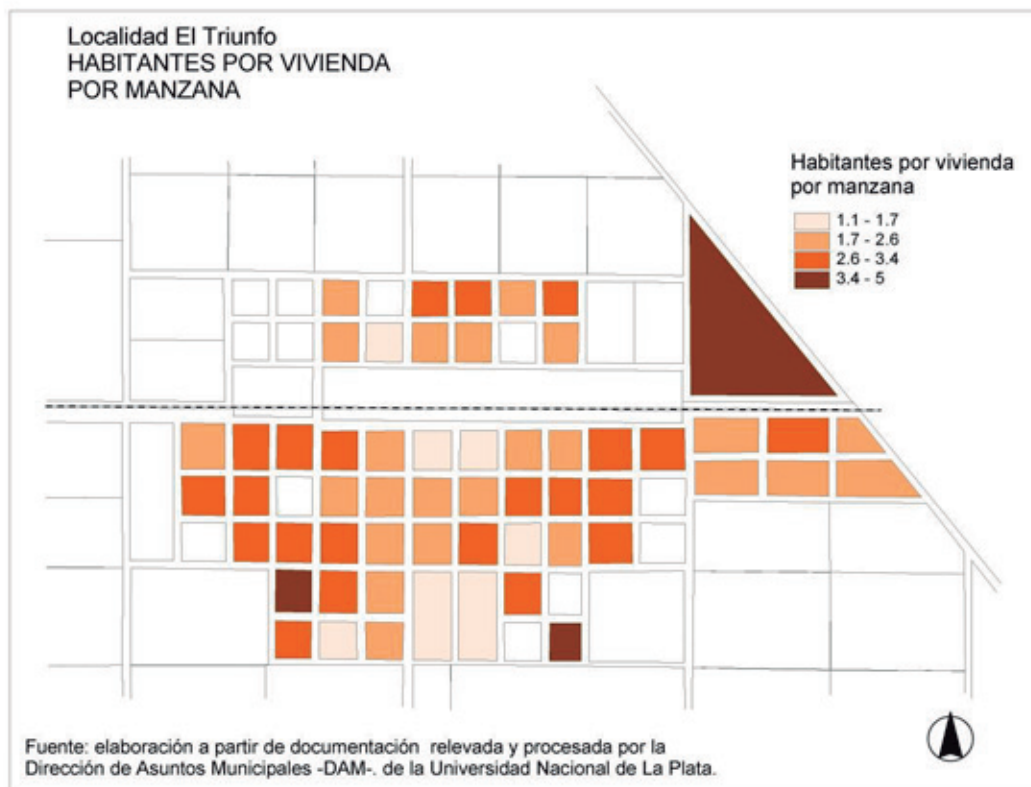 Localidad El Triunfo
HABITANTES POR VIVIENDA
POR MANZANA
Habitantes por vivienda
por manzana
1.1 - 1.7
1.7 - 2.6
2.6 - 3.4
3.4 - 5
Fuente: elaboración a partir de documentación relevada y procesada por la
Dirección de Asuntos Municipales -DAM-. de la Universidad Nacional de La Plata.